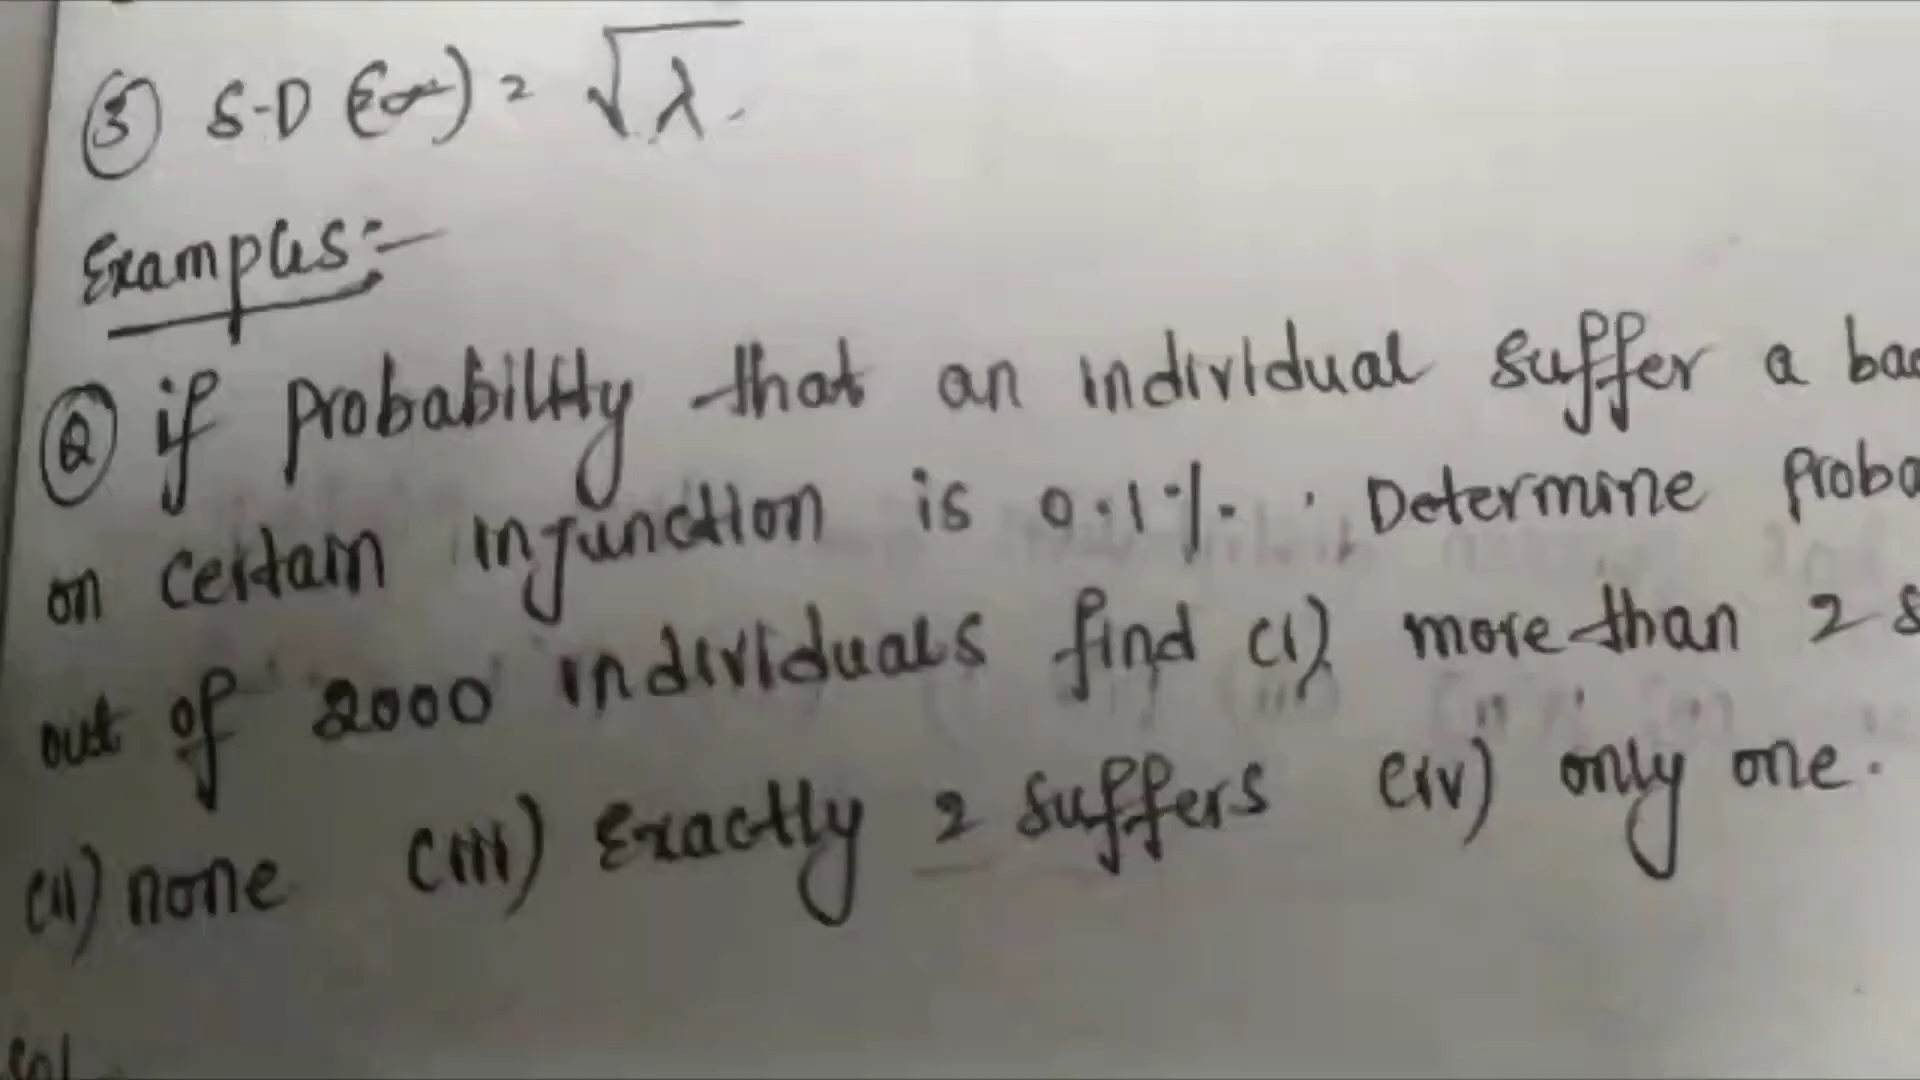 ③ S-D (σ) = √λ.
Examples:-
Ⓠ if probability that an individual suffer a
on certain injunction is 0.1%. Determine
out of 2000 individuals find (i) more than 2
(ii) none (iii) Exactly 2 suffers (iv) only one.